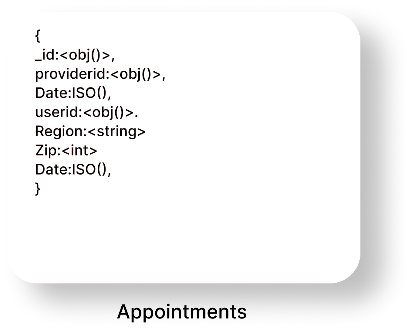 {
_id:<obj()>,
providerid:<obj()>,
Date:ISO(),
userid:<obj()>.
Region:<string>
Zip:<int>
Date:ISO(),
}
Appointments